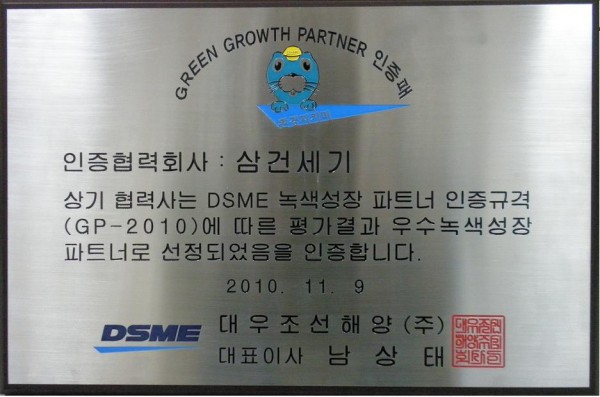 GREEN GROWTH PARTNER 인증패
인증협력회사 : 삼건세기
상기 협력사는 DSME 녹색성장 파트너 인증규격
(GP-2010)에 따른 평가결과 우수녹색성장
파트너로 선정되었음을 인증합니다.
2010. 11. 9
DSME 대우조선해양(주)
대표이사 남상태